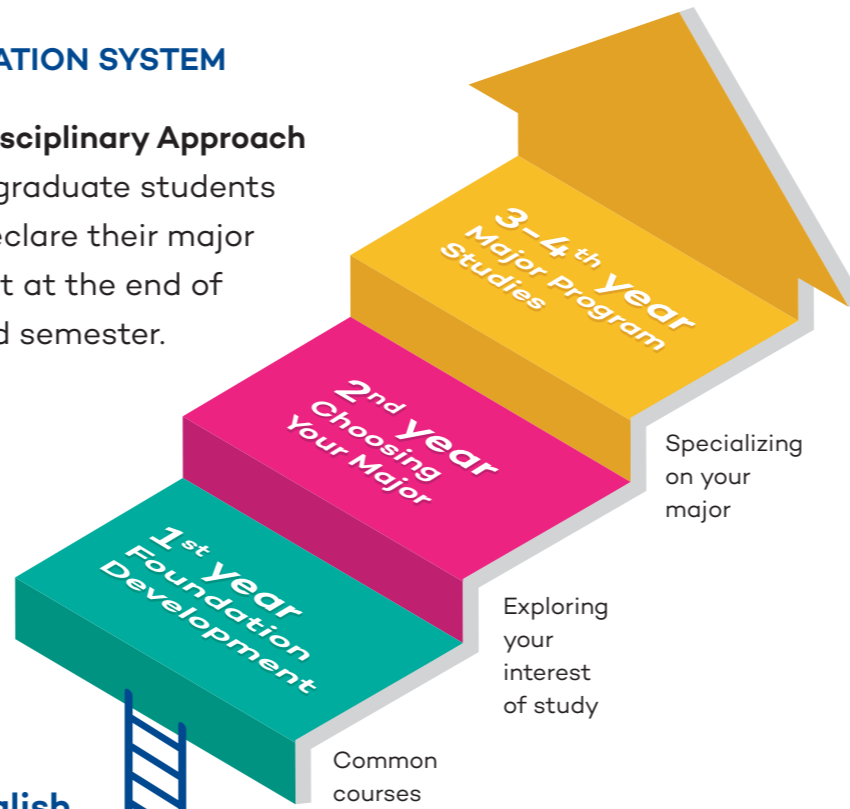 ATION SYSTEM
sciplinary Approach
graduate students
eclare their major
t at the end of
d semester.
3-4th year
Major Program
Studies
Specializing
on your
major
2nd year
Choosing
Your Major
Exploring
your
interest
of study
1st year
Foundation
Development
Common
courses
glish